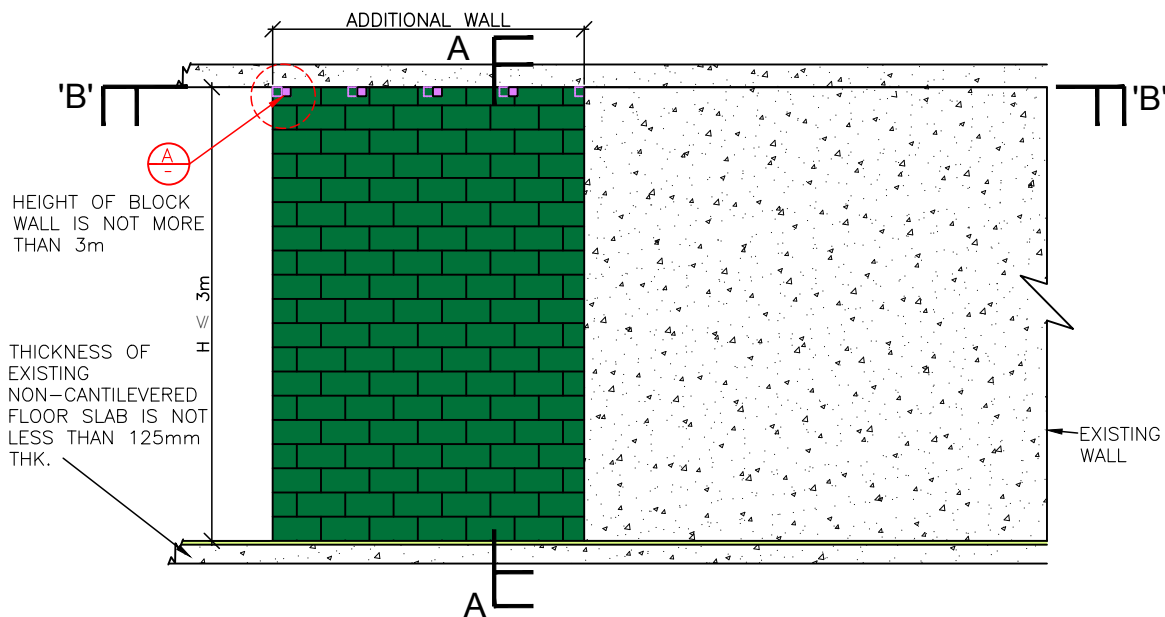 ADDITIONAL WALL
A
'B'
'B'
A
-
HEIGHT OF BLOCK
WALL IS NOT MORE
THAN 3m
H ≤ 3m
THICKNESS OF
EXISTING
NON-CANTILEVERED
FLOOR SLAB IS NOT
LESS THAN 125mm
THK.
EXISTING
WALL
A